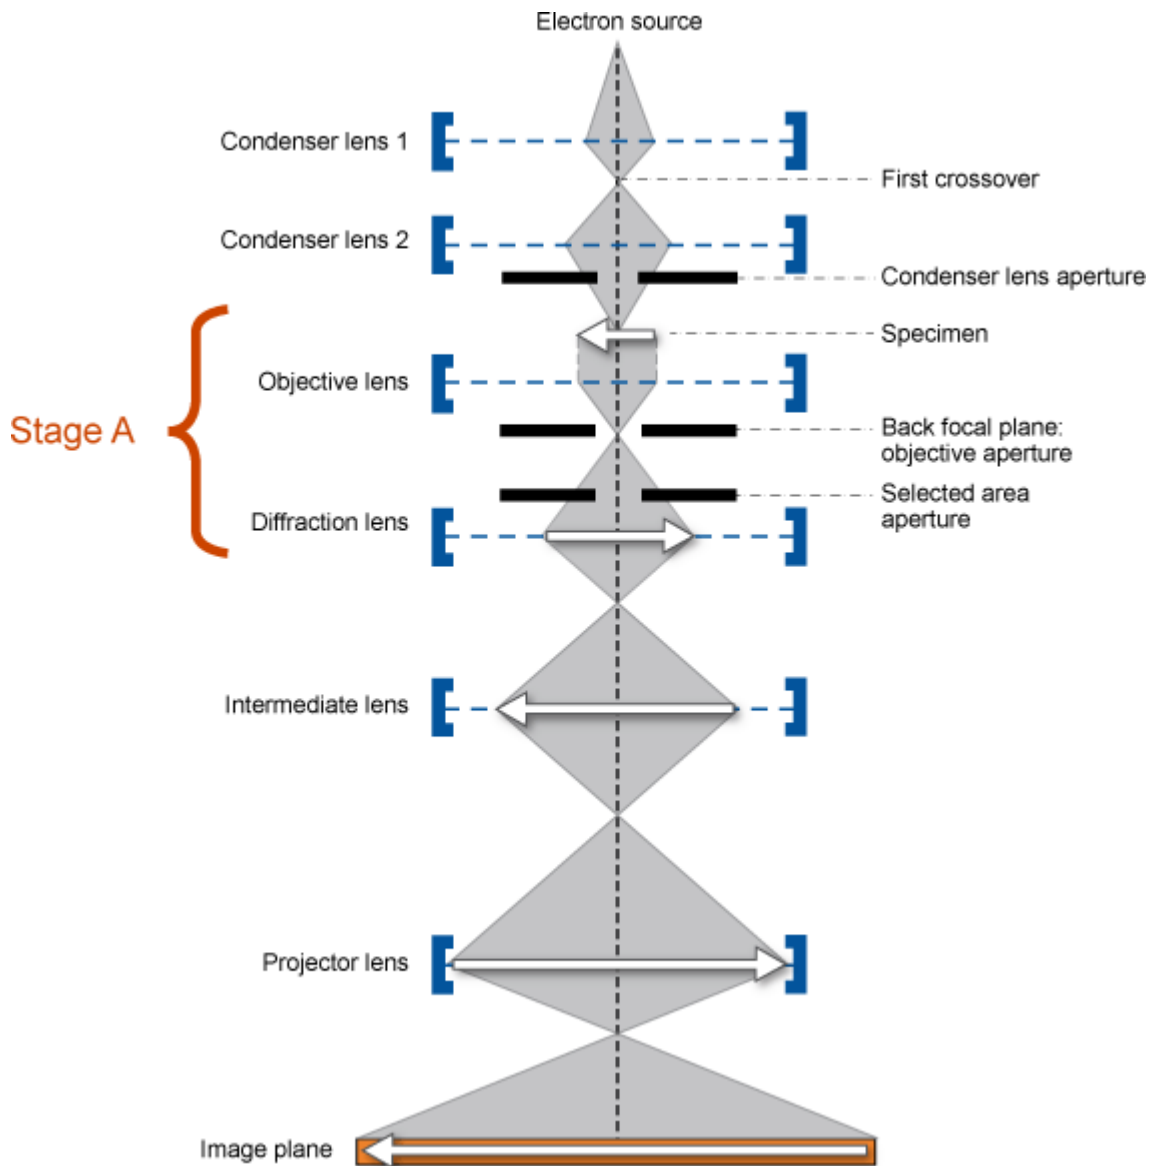 Electron source
Condenser lens 1
First crossover
Condenser lens 2
Condenser lens aperture
Specimen
Objective lens
Stage A
Back focal plane:
objective aperture
Selected area
aperture
Diffraction lens
Intermediate lens
Projector lens
Image plane